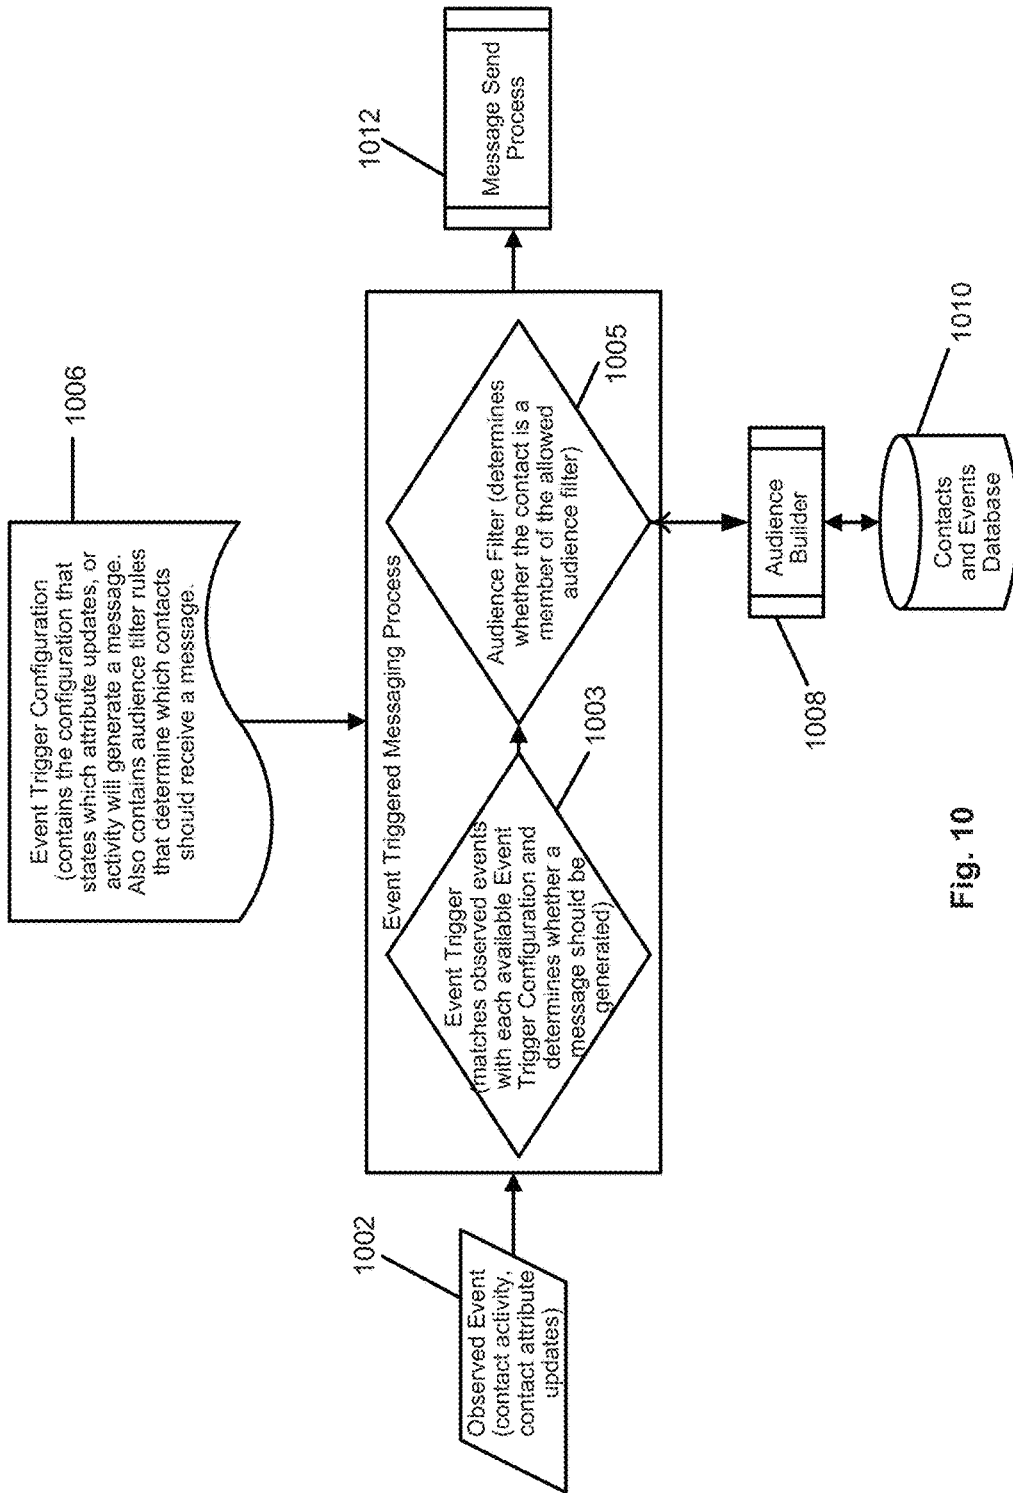 1006
Event Trigger Configuration
(contains the configuration that
states which attribute updates, or
activity will generate a message.
Also contains audience tilter rules
that determine which contacts
should receive a message.
1002
Observed Event
(contact activity,
contact attribute
updates)
Event Triggered Messaging Process
Event Trigger
(matches observed events
with each available Event
Trigger Configuration and
determines whether a
message should be
generated)
1003
Audience Filter (determines
whether the contact is a
member of the allowed
audience filter)
1005
1012
Message Send
Process
1008
Audience
Builder
1010
Contacts
and Events
Database
Fig. 10